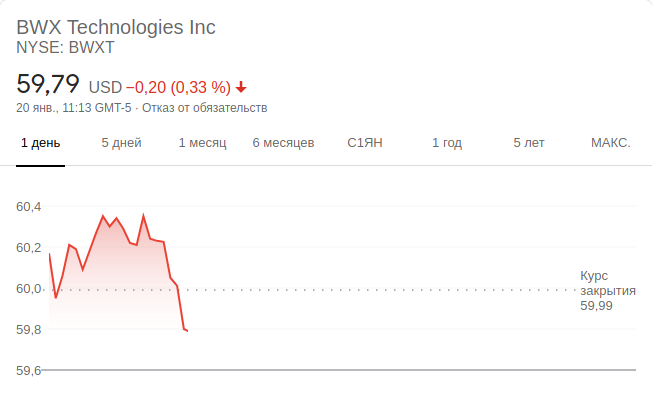 BWX Technologies Inc
NYSE: BWXT
59,79 USD −0,20 (0,33 %)
20 янв., 11:13 GMT-5 · Отказ от обязательств
1 день 5 дней 1 месяц 6 месяцев С1ЯН 1 год 5 лет МАКС.
60,4
60,2
60,0
59,8
59,6
Курс
закрытия
59,99